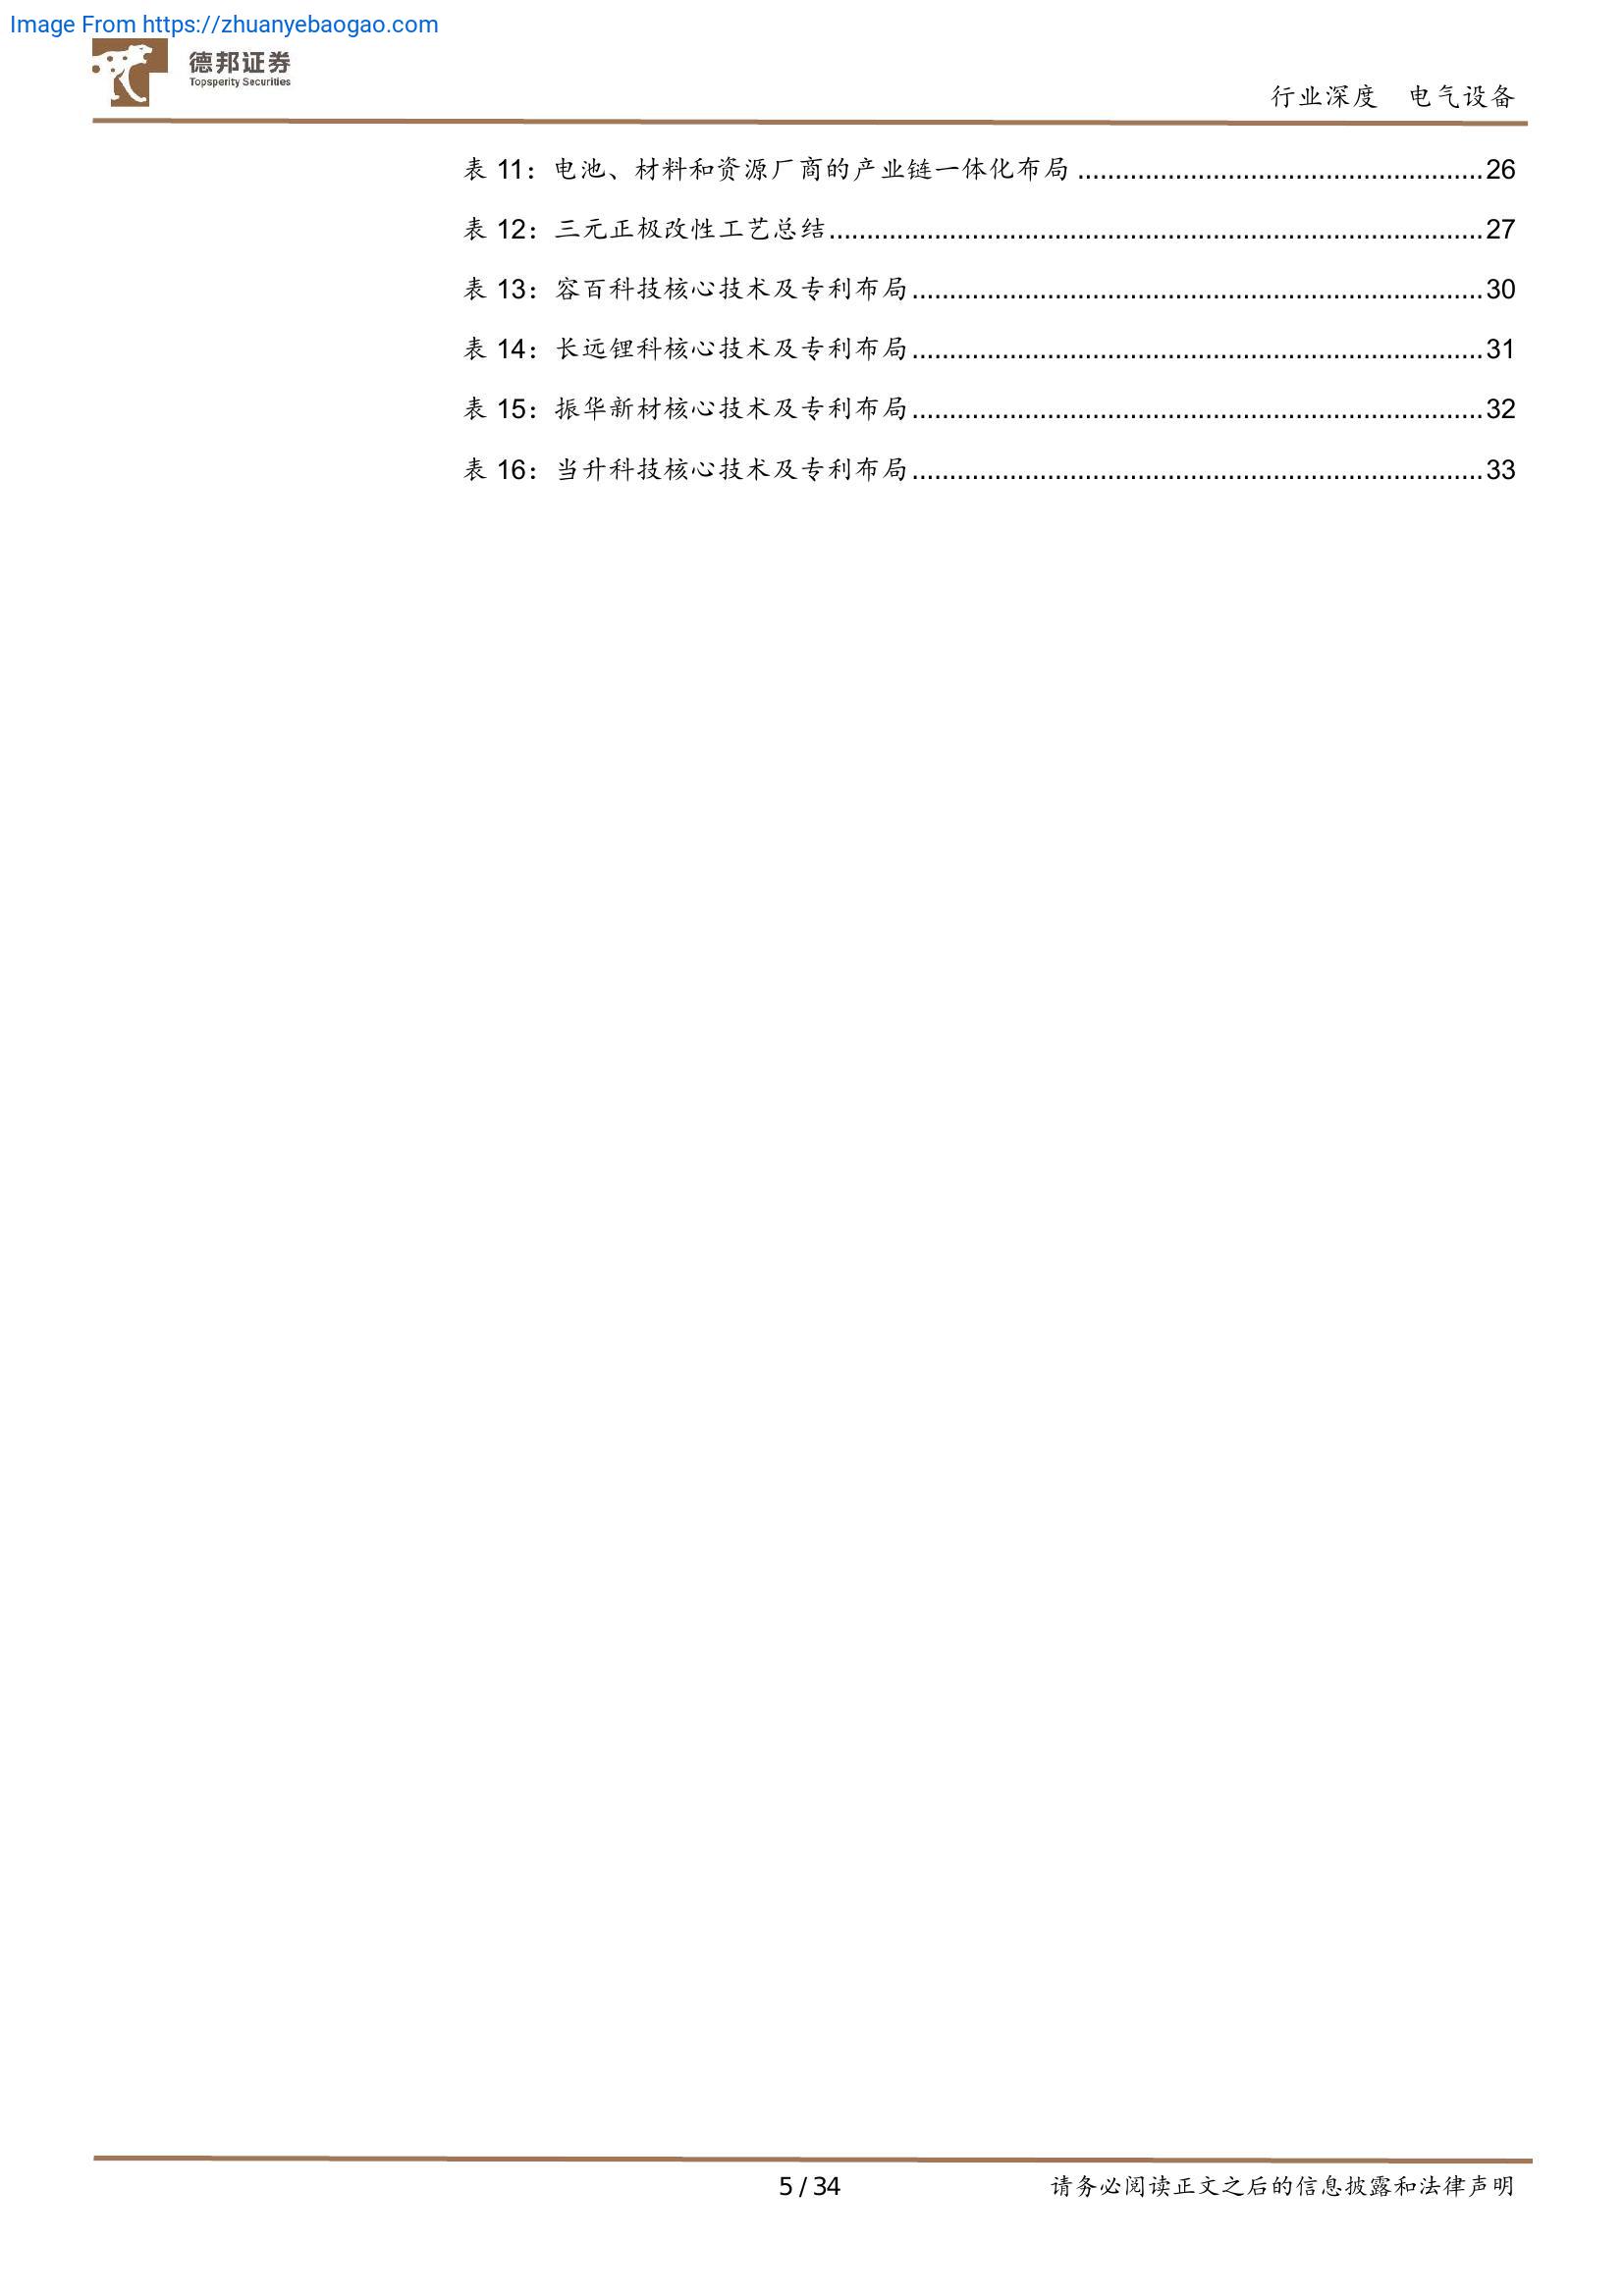 Image From https://zhuanyebaogao.com
德邦证券
Topsperity Securities
行业深度 电气设备
表 11：电池、材料和资源厂商的产业链一体化布局 ......................................................26
表 12：三元正极改性工艺总结.......................................................................................27
表 13：容百科技核心技术及专利布局............................................................................30
表 14：长远锂科核心技术及专利布局............................................................................31
表 15：振华新材核心技术及专利布局............................................................................32
表 16：当升科技核心技术及专利布局............................................................................33
5 / 34
请务必阅读正文之后的信息披露和法律声明